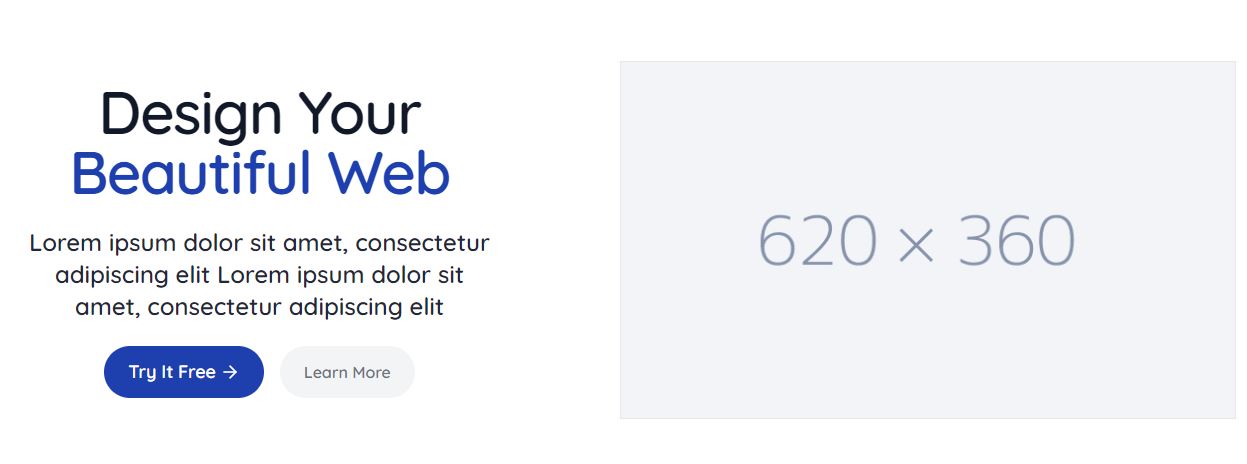 Design Your
Beautiful Web
Lorem ipsum dolor sit amet, consectetur
adipiscing elit Lorem ipsum dolor sit
amet, consectetur adipiscing elit
Try It Free →
Learn More
620 × 360